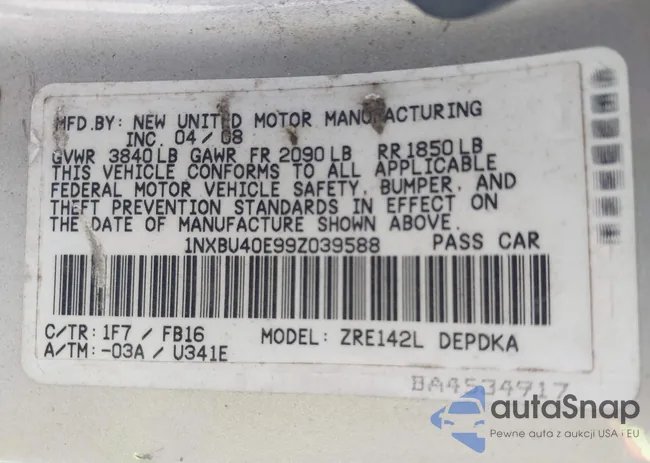 MFD.BY: NEW UNITED MOTOR MANUFACTURING
INC. 04 / 08
GVWR 3840 LB GAWR FR 2090 LB RR 1850 LB
THIS VEHICLE CONFORMS TO ALL APPLICABLE
FEDERAL MOTOR VEHICLE SAFETY, BUMPER, AND
THEFT PREVENTION STANDARDS IN EFFECT ON
THE DATE OF MANUFACTURE SHOWN ABOVE.
1NXBU40E99Z039588 PASS CAR
C/TR: 1F7 / FB16 MODEL: ZRE142L DEPDKA
A/TM: -03A / U341E
BA4534917
autoSnap
Pewne auta z aukcji USA i EU